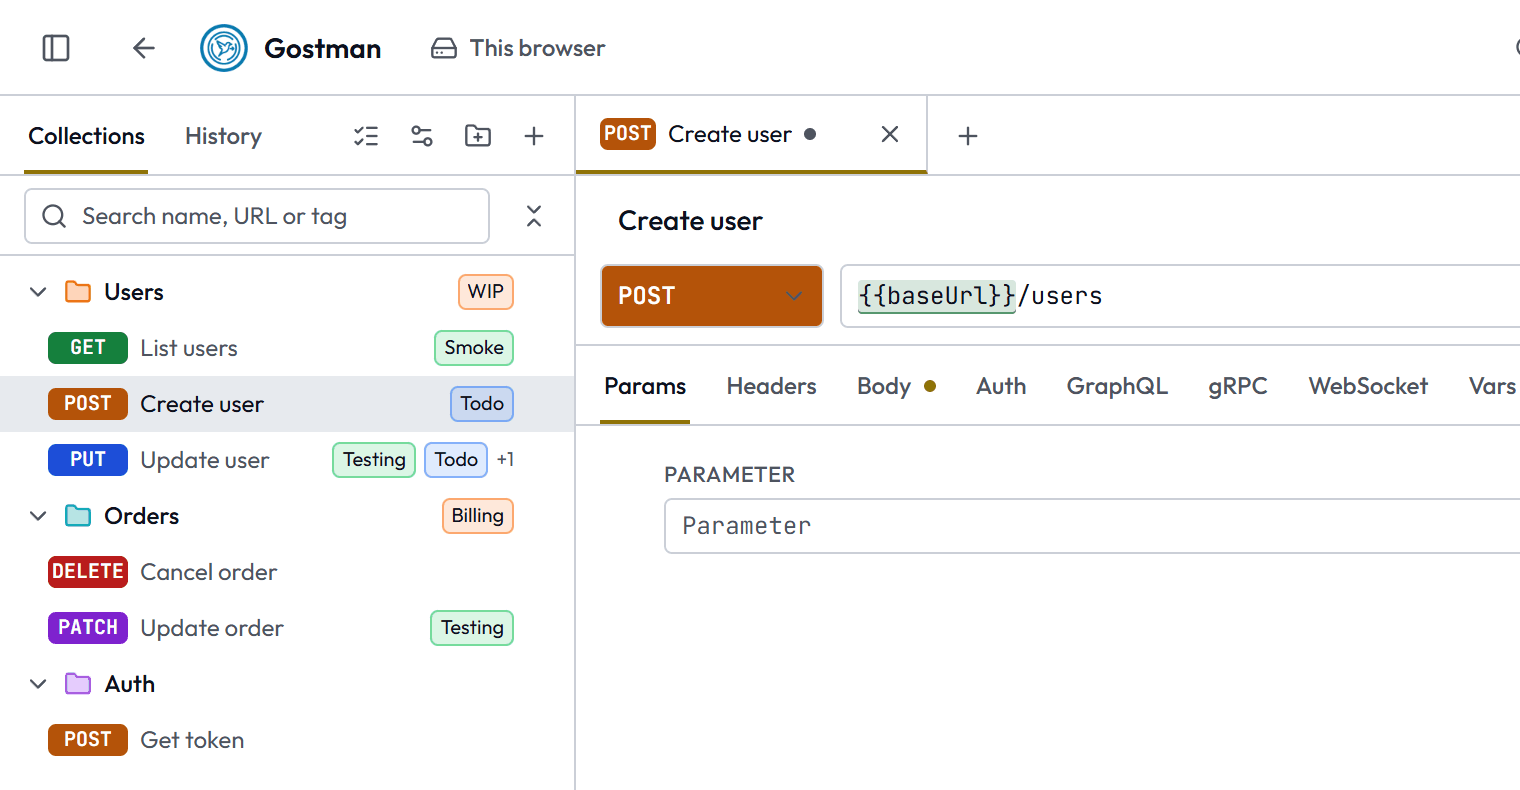 Gostman
This browser
Collections
History
POST Create user
Search name, URL or tag
Create user
Users WIP
POST
{{baseUrl}}/users
GET List users Smoke
POST Create user Todo
Params Headers Body Auth GraphQL gRPC WebSocket Vars
PUT Update user Testing Todo +1
PARAMETER
Orders Billing
Parameter
DELETE Cancel order
PATCH Update order Testing
Auth
POST Get token